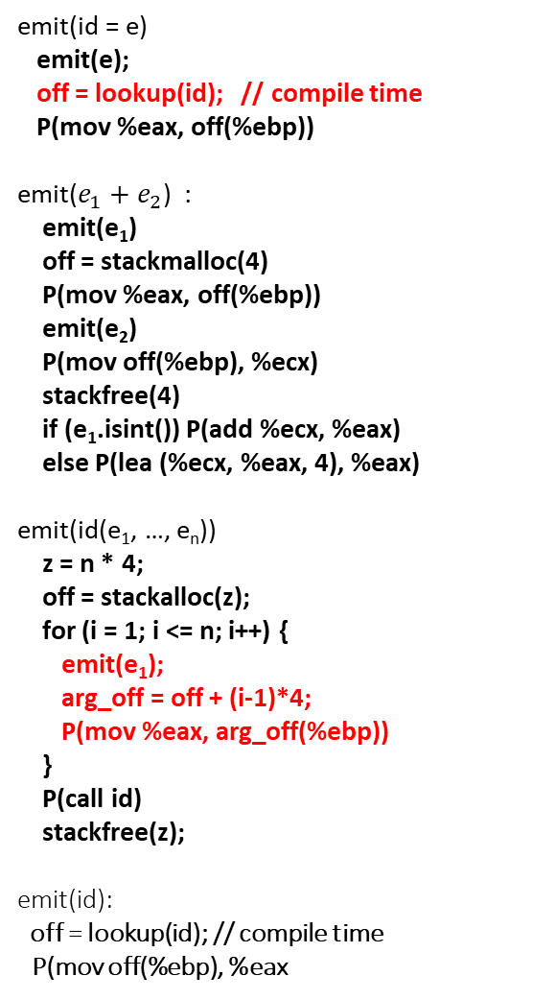 emit(id = e)
emit(e);
off = lookup(id); // compile time
P(mov %eax, off(%ebp))
emit(e₁ + e₂) :
emit(e₁)
off = stackmalloc(4)
P(mov %eax, off(%ebp))
emit(e₂)
P(mov off(%ebp), %ecx)
stackfree(4)
if (e₁.isint()) P(add %ecx, %eax)
else P(lea (%ecx, %eax, 4), %eax)
emit(id(e₁, …, eₙ))
z = n * 4;
off = stackalloc(z);
for (i = 1; i <= n; i++) {
emit(e₁);
arg_off = off + (i-1)*4;
P(mov %eax, arg_off(%ebp))
}
P(call id)
stackfree(z);
emit(id):
off = lookup(id); // compile time
P(mov off(%ebp), %eax